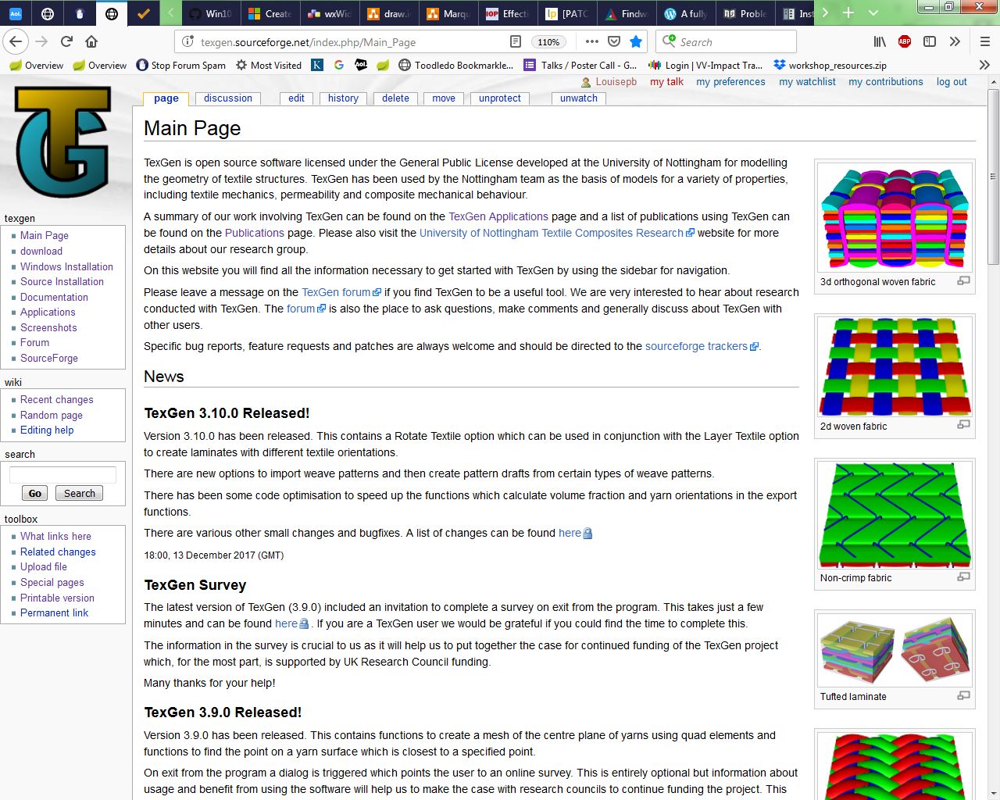 Aol.
Win10
Create
wxWid
draw.in
Marqu
IOP Effecti
lp [PATC
Findw
A fully
Proble
Inst
texgen.sourceforge.net/index.php/Main_Page
110%
Search
ABP
Overview
Overview
Stop Forum Spam
Most Visited
K
G
Aol.
Toodledo Bookmarkle...
Talks / Poster Call - G...
Login | VV-Impact Tra...
workshop_resources.zip
Louisepb my talk my preferences my watchlist my contributions log out
page discussion edit history delete move unprotect unwatch
TG
Main Page
TexGen is open source software licensed under the General Public License developed at the University of Nottingham for modelling
the geometry of textile structures. TexGen has been used by the Nottingham team as the basis of models for a variety of properties,
including textile mechanics, permeability and composite mechanical behaviour.
A summary of our work involving TexGen can be found on the TexGen Applications page and a list of publications using TexGen can
be found on the Publications page. Please also visit the University of Nottingham Textile Composites Research website for more
details about our research group.
On this website you will find all the information necesary to get started with TexGen by using the sidebar for navigation.
Please leave a message on the TexGen forum if you find TexGen to be a useful tool. We are very interested to hear about research
conducted with TexGen. The forum is also the place to ask questions, make comments and generally discuss about TexGen with
other users.
Specific bug reports, feature requests and patches are always welcome and should be directed to the sourceforge trackers.
News
TexGen 3.10.0 Released!
Version 3.10.0 has been released. This contains a Rotate Textile option which can be used in conjunction with the Layer Textile option
to create laminates with different textile orientations.
There are new options to import weave patterns and then create pattern drafts from certain types of weave patterns.
There has been some code optimisation to speed up the functions which calculate volume fraction and yarn orientations in the export
functions.
There are various other small changes and bugfixes. A list of changes can be found here
18:00, 13 December 2017 (GMT)
TexGen Survey
The latest version of TexGen (3.9.0) included an invitation to complete a survey on exit from the program. This takes just a few
minutes and can be found here . If you are a TexGen user we would be grateful if you could find the time to complete this.
The information in the survey is crucial to us as it will help us to put together the case for continued funding of the TexGen project
which, for the most part, is supported by UK Research Council funding.
Many thanks for your help!
TexGen 3.9.0 Released!
Version 3.9.0 has been released. This contains functions to create a mesh of the centre plane of yarns using quad elements and
functions to find the point on a yarn surface which is closest to a specified point.
On exit from the program a dialog is triggered which points the user to an online survey. This is entirely optional but information about
usage and benefit from using the software will help us to make the case with research councils to continue funding the project. This
texgen
Main Page
download
Windows Installation
Source Installation
Documentation
Applications
Screenshots
Forum
SourceForge
wiki
Recent changes
Random page
Editing help
search
Go Search
toolbox
What links here
Related changes
Upload file
Special pages
Printable version
Permanent link
3d orthogonal woven fabric
2d woven fabric
Non-crimp fabric
Tufted laminate